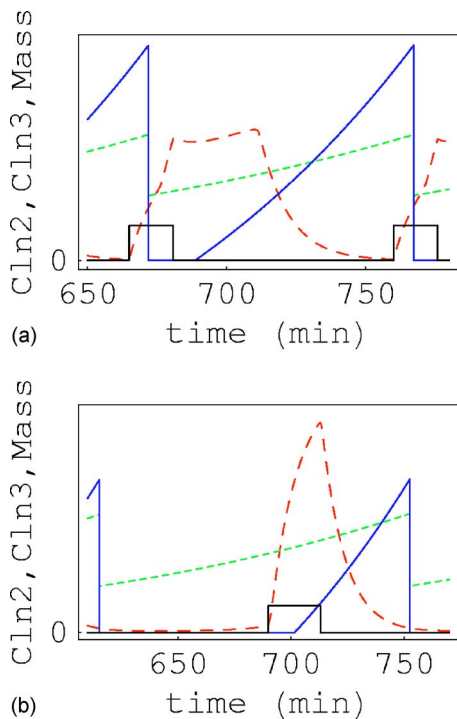 Cln2, Cln3, Mass
0
650 700 750
time (min)
(a)
Cln2, Cln3, Mass
0
650 700 750
time (min)
(b)